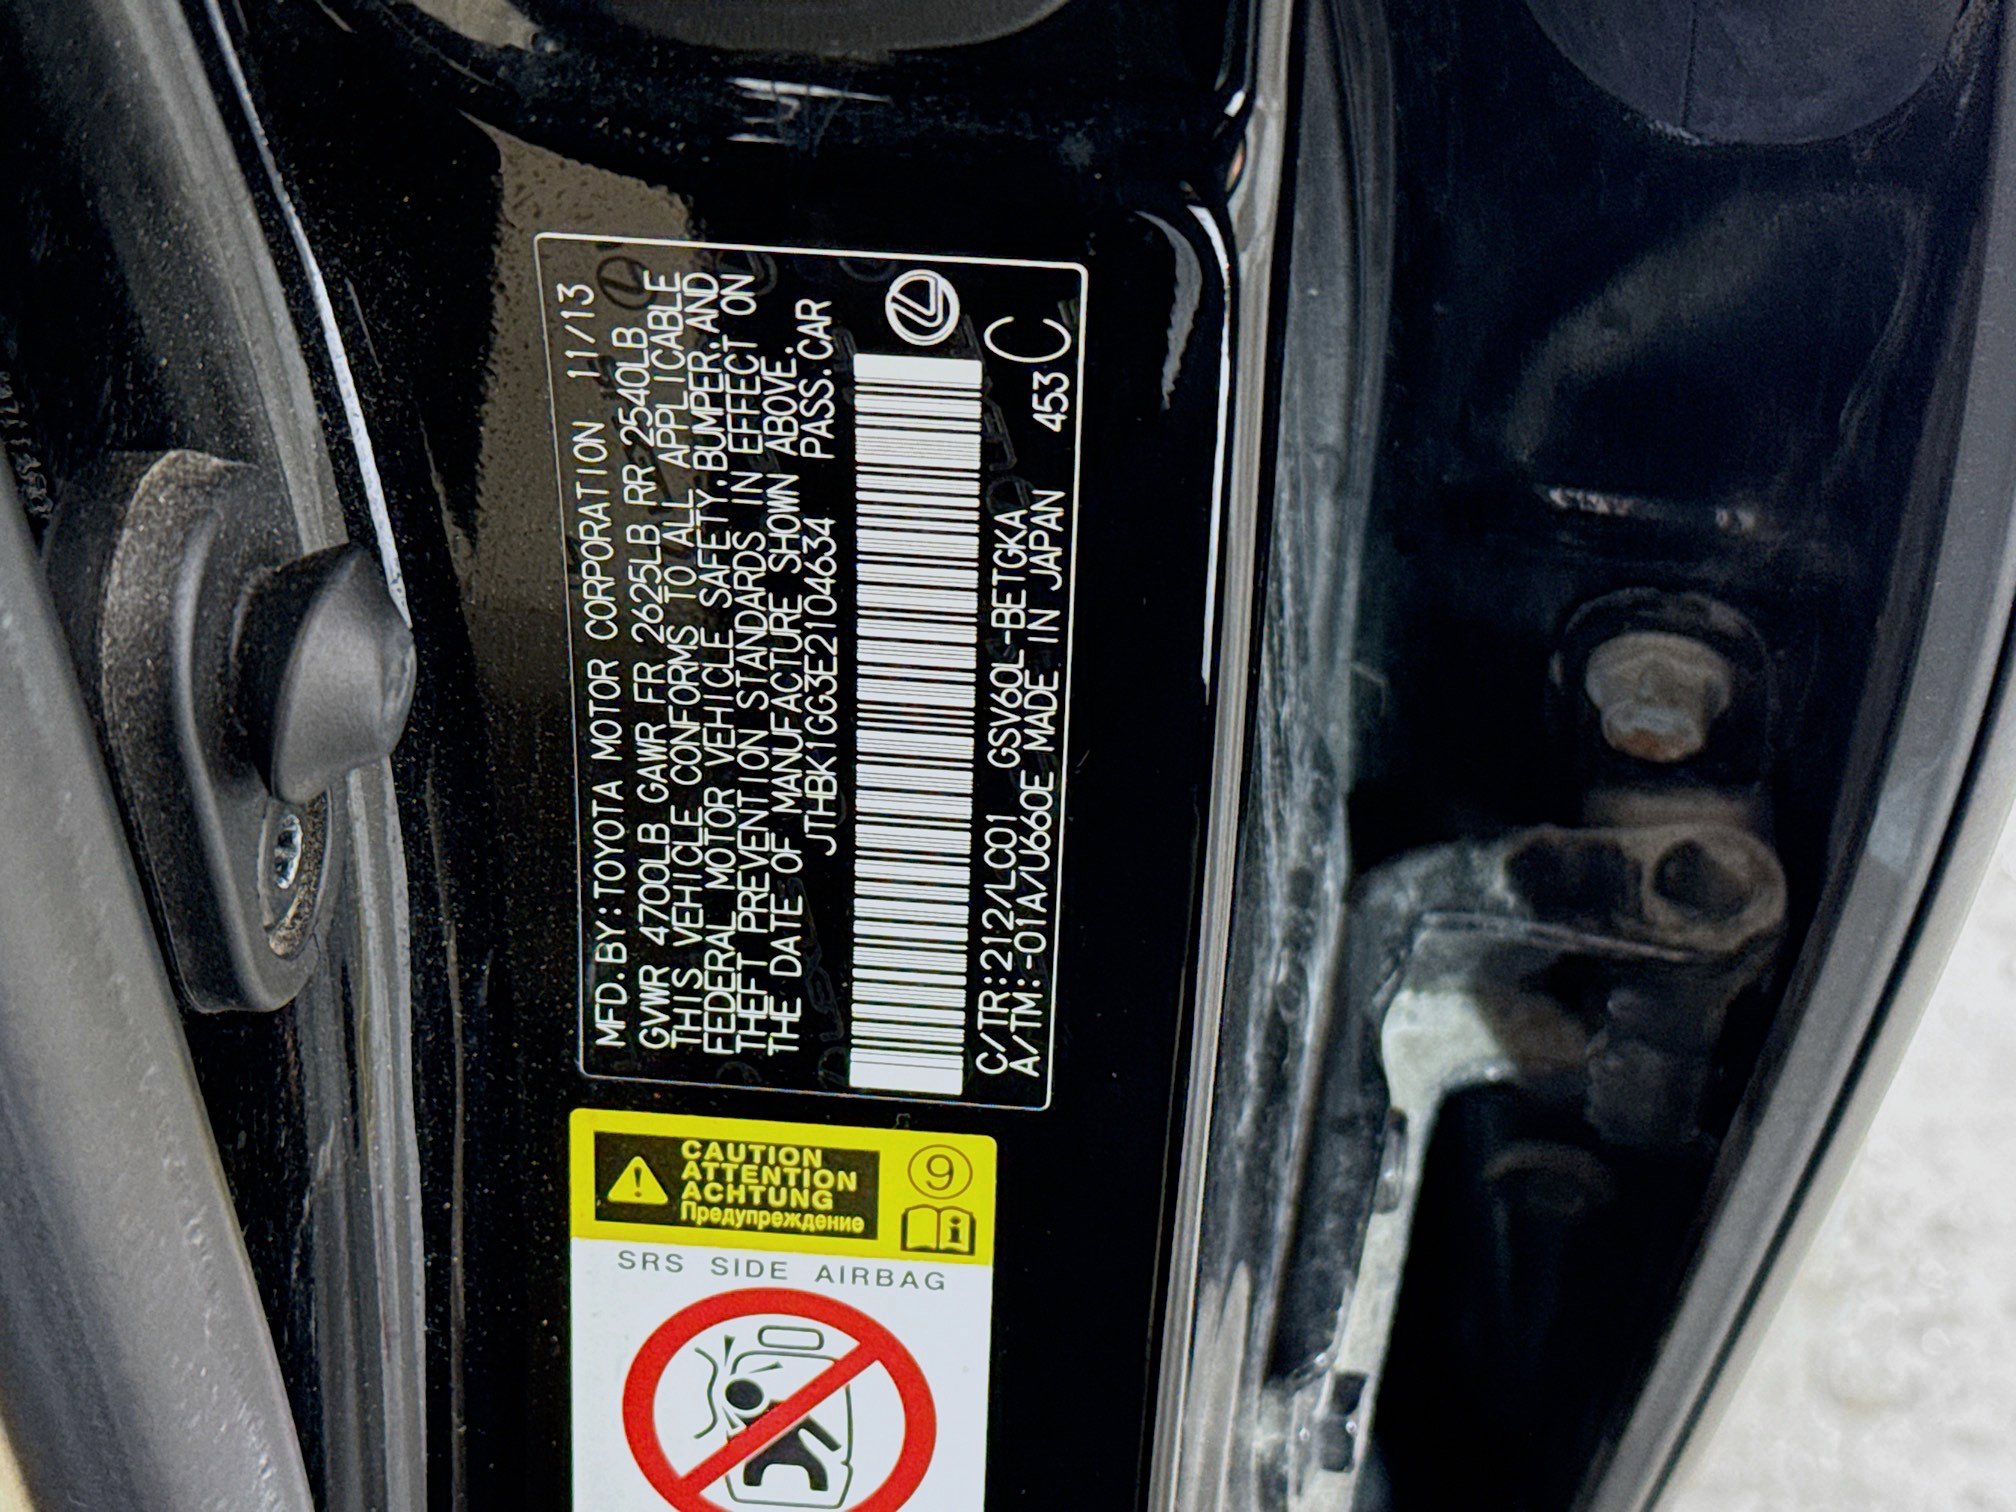 MFD.BY:TOYOTA MOTOR CORPORATION 11/13
GVWR 4700LB GAWR FR 2625LB RR 2540LB
THIS VEHICLE CONFORMS TO ALL APPLICABLE
FEDERAL MOTOR VEHICLE SAFETY,BUMPER,AND
THEFT PREVENTION STANDARDS IN EFFECT ON
THE DATE OF MANUFACTURE SHOWN ABOVE.
JTHBK1GG3E2104634 PASS.CAR
C/TR:212/LC01 GSV60L-BETGKA C
A/TM:-01A/U660E MADE IN JAPAN 453
CAUTION
ATTENTION
ACHTUNG
Предупреждение
9
SRS SIDE AIRBAG